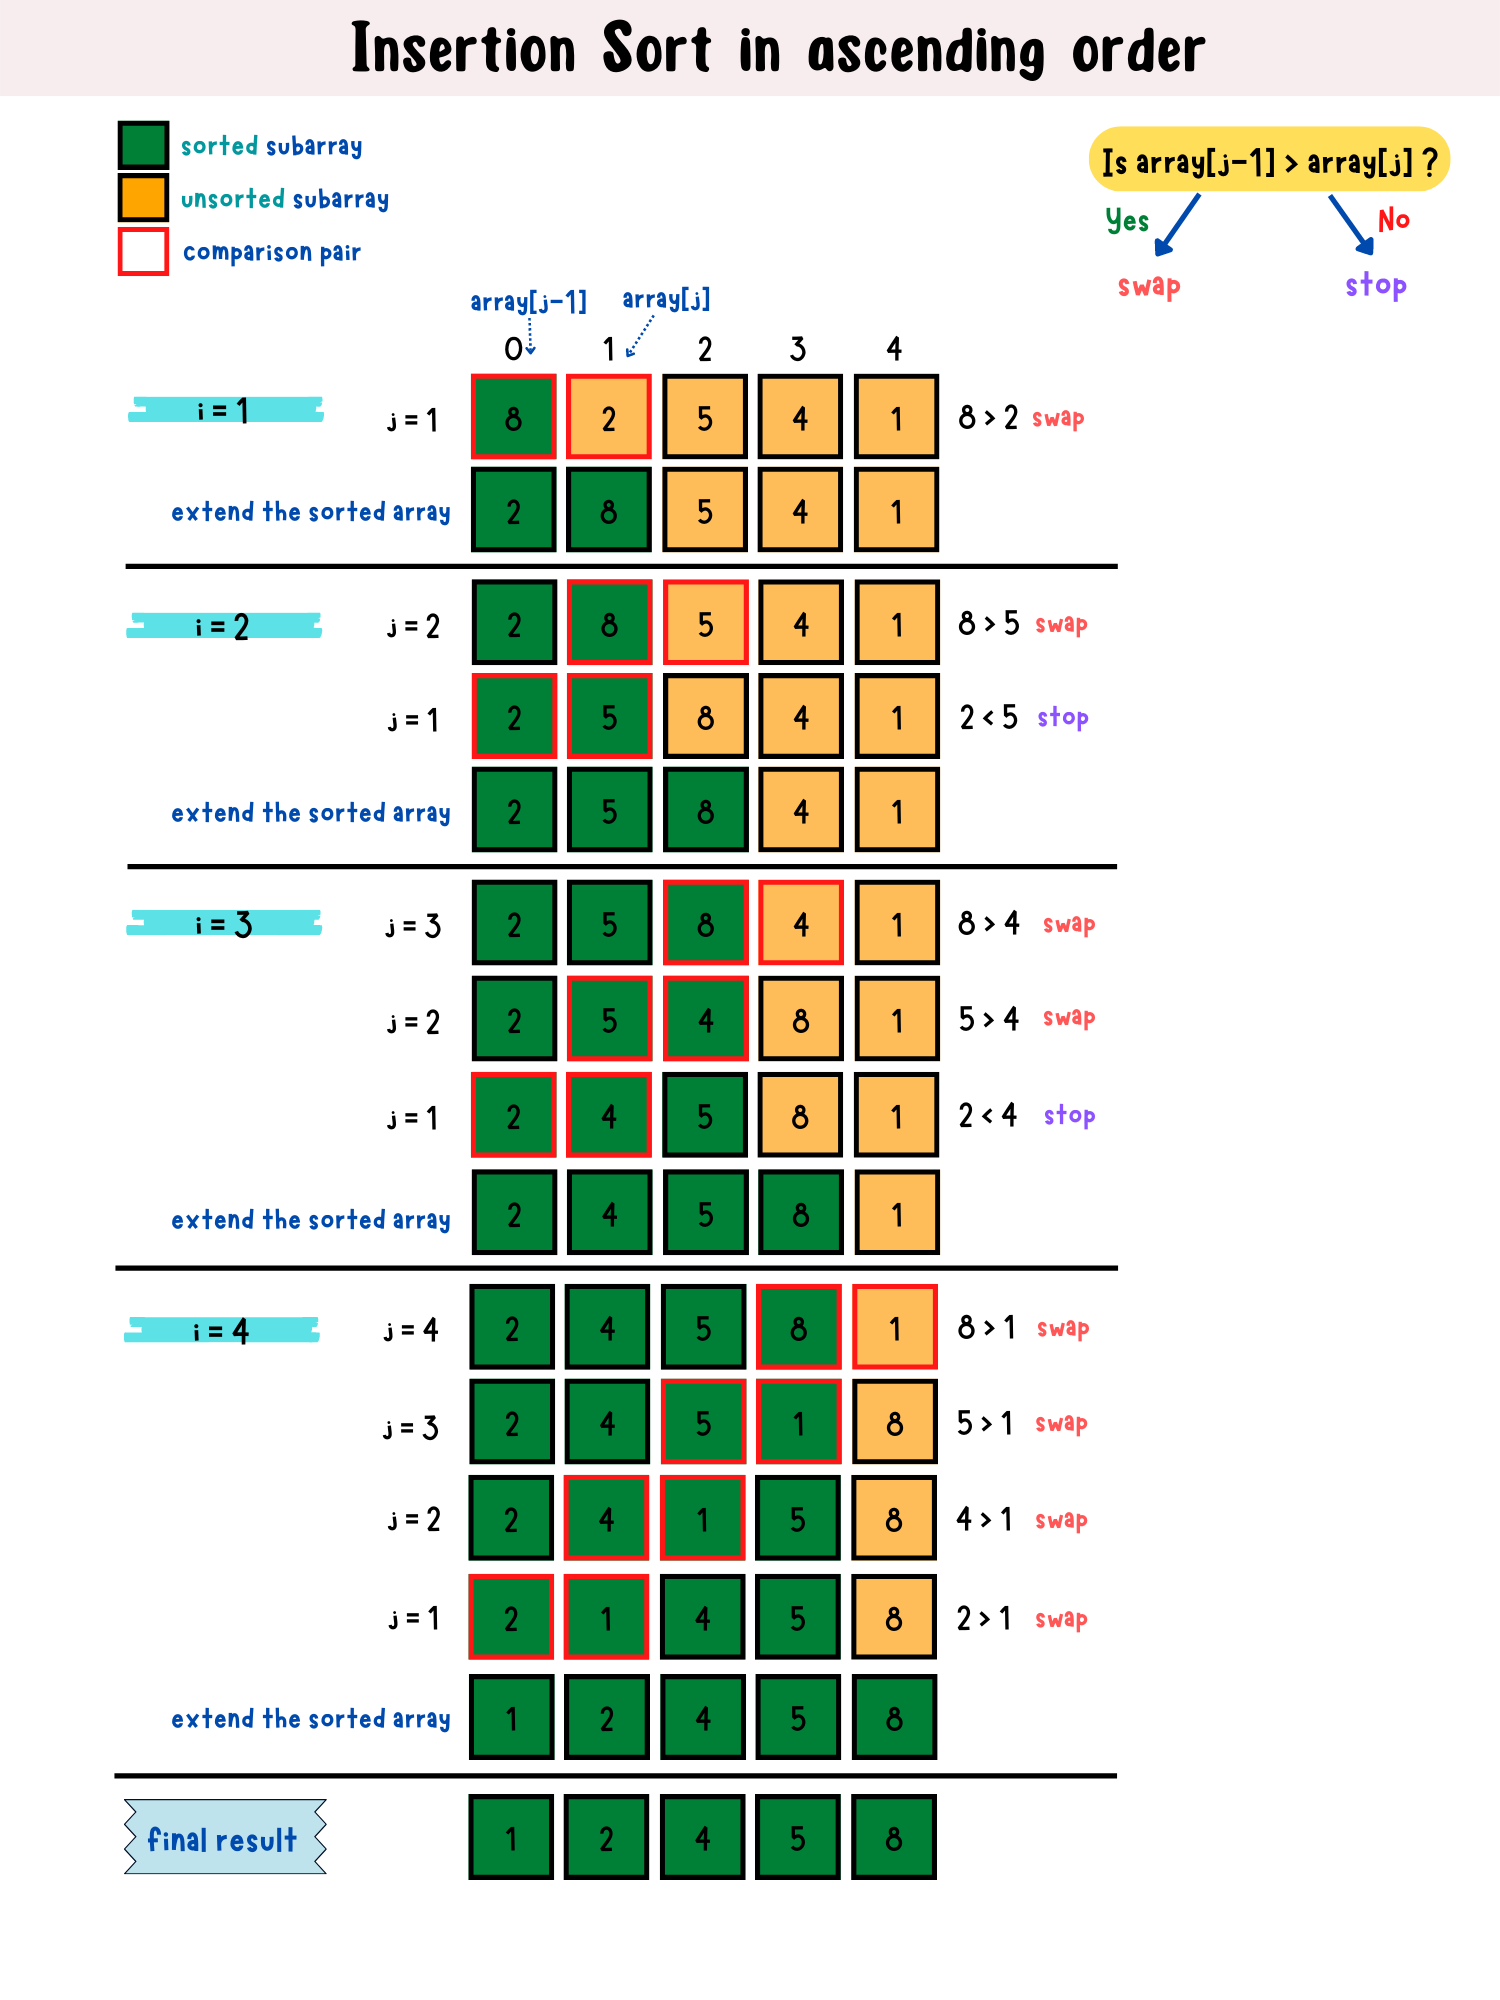 Insertion Sort in ascending order
sorted subarray
unsorted subarray
comparison pair
Is array[j-1] > array[j] ?
Yes
No
swap
stop
array[j-1]
array[j]
0 1 2 3 4
i = 1
j = 1 8 2 5 4 1 8 > 2 swap
extend the sorted array 2 8 5 4 1
i = 2
j = 2 2 8 5 4 1 8 > 5 swap
j = 1 2 5 8 4 1 2 < 5 stop
extend the sorted array 2 5 8 4 1
i = 3
j = 3 2 5 8 4 1 8 > 4 swap
j = 2 2 5 4 8 1 5 > 4 swap
j = 1 2 4 5 8 1 2 < 4 stop
extend the sorted array 2 4 5 8 1
i = 4
j = 4 2 4 5 8 1 8 > 1 swap
j = 3 2 4 5 1 8 5 > 1 swap
j = 2 2 4 1 5 8 4 > 1 swap
j = 1 2 1 4 5 8 2 > 1 swap
extend the sorted array 1 2 4 5 8
final result 1 2 4 5 8